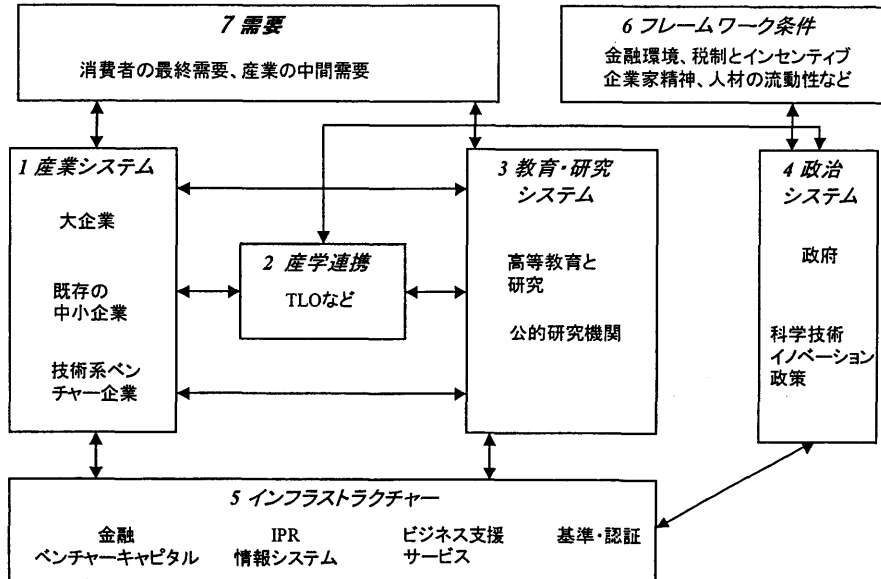 7 需要
消費者の最終需要、産業の中間需要
6 フレームワーク条件
金融環境、税制とインセンティブ
企業家精神、人材の流動性など
1 産業システム
大企業
既存の
中小企業
技術系ベン
チャー企業
2 産学連携
TLOなど
3 教育・研究
システム
高等教育と
研究
公的研究機関
4 政治
システム
政府
科学技術
イノベーション
政策
5 インフラストラクチャー
金融
ベンチャーキャピタル
IPR
情報システム
ビジネス支援
サービス
基準・認証